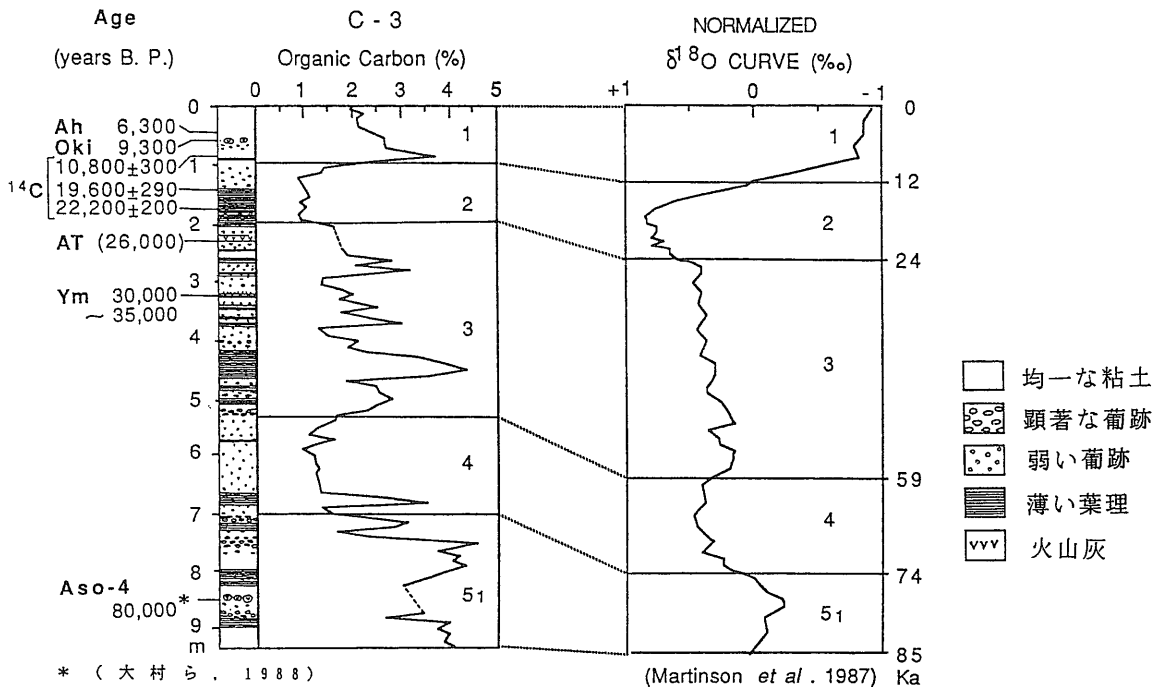 Age
(years B. P.)
C - 3
Organic Carbon (%)
0 1 2 3 4 5
NORMALIZED
δ¹⁸O CURVE (‰)
+1 0 -1
0
Ah 6,300
Oki 9,300
¹⁴C
10,800±300
19,600±290
22,200±200
AT (26,000)
Ym 30,000
~ 35,000
Aso-4
80,000*
1
2
3
4
5
6
7
8
9
m
1
2
3
4
5₁
1
2
3
4
5₁
0
12
24
59
74
85
Ka
均一な粘土
顕著な葡跡
弱い葡跡
薄い葉理
火山灰
* (大村ら, 1988)
(Martinson et al. 1987)